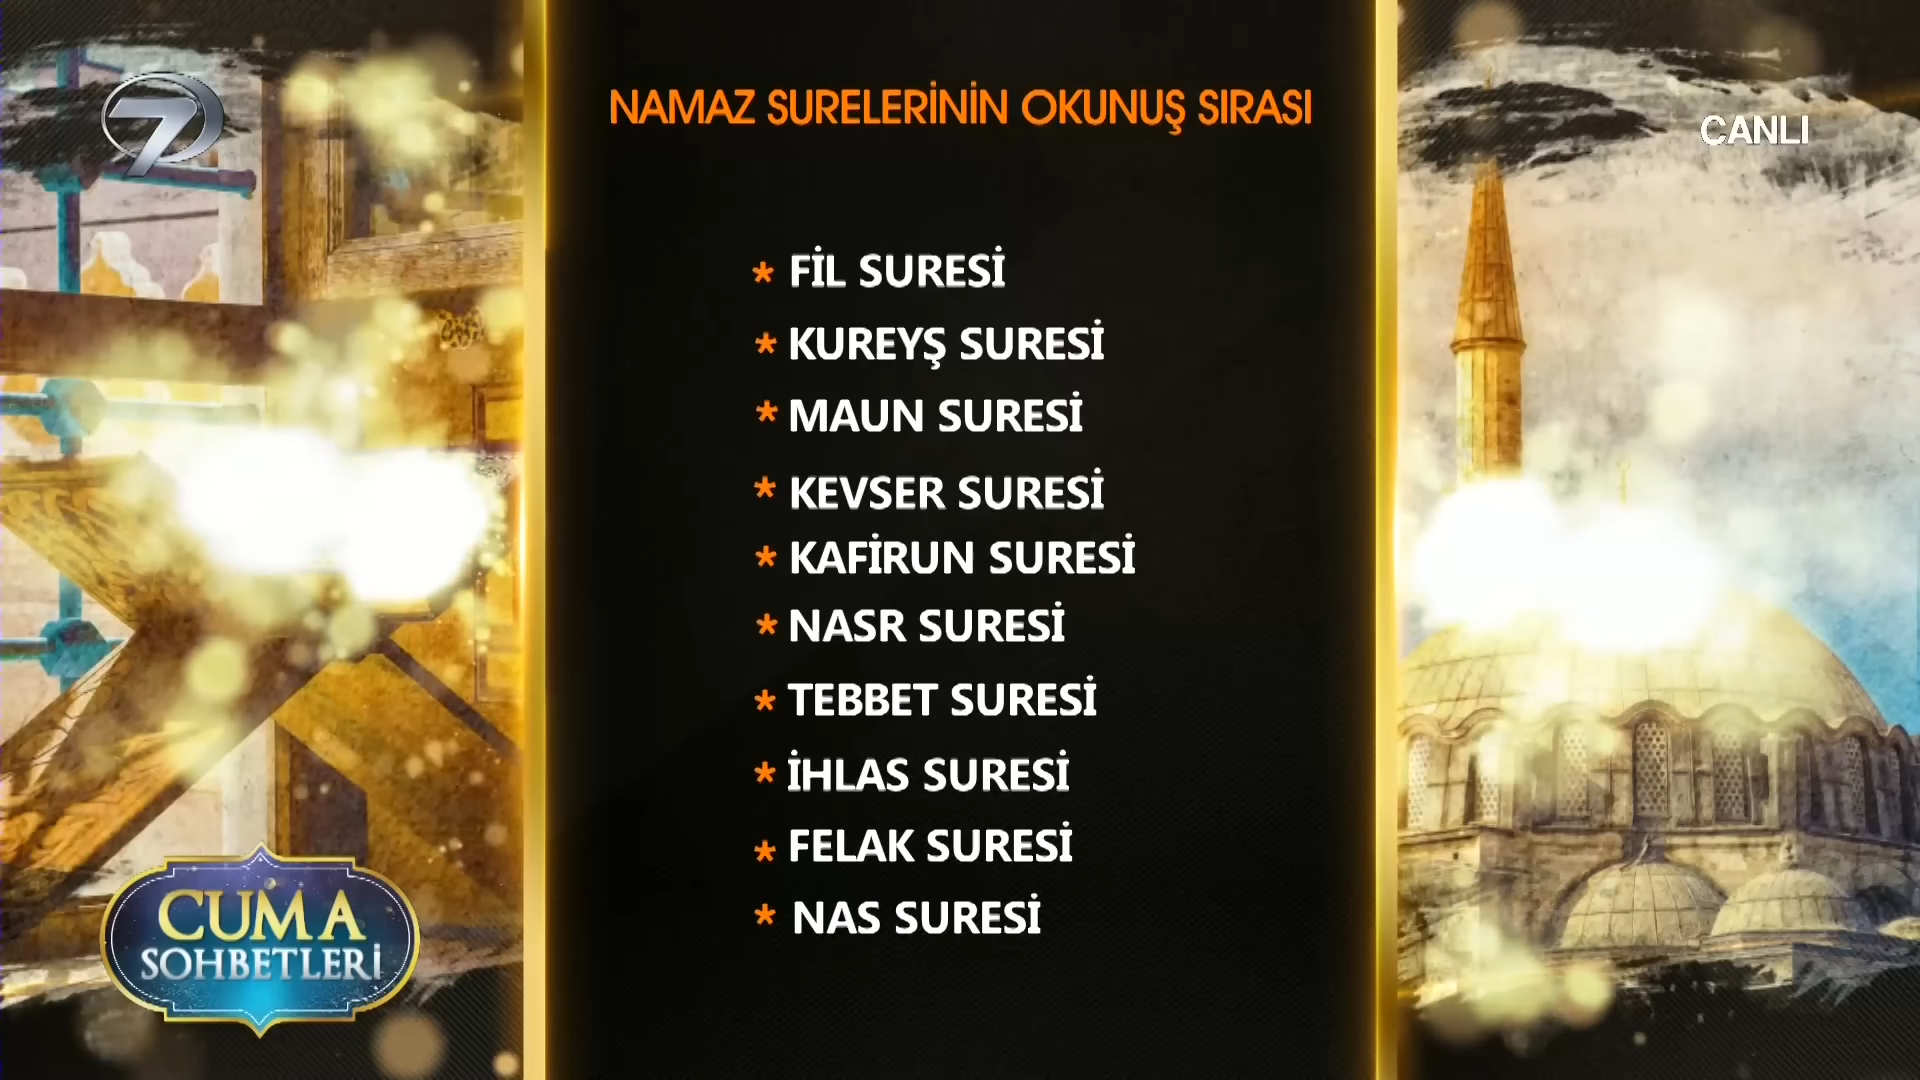 7
NAMAZ SURELERİNİN OKUNUŞ SIRASI
CANLI
* FİL SURESİ
* KUREYŞ SURESİ
* MAUN SURESİ
* KEVSER SURESİ
* KAFİRUN SURESİ
* NASR SURESİ
* TEBBET SURESİ
* İHLAS SURESİ
* FELAK SURESİ
* NAS SURESİ
CUMA
SOHBETLERİ